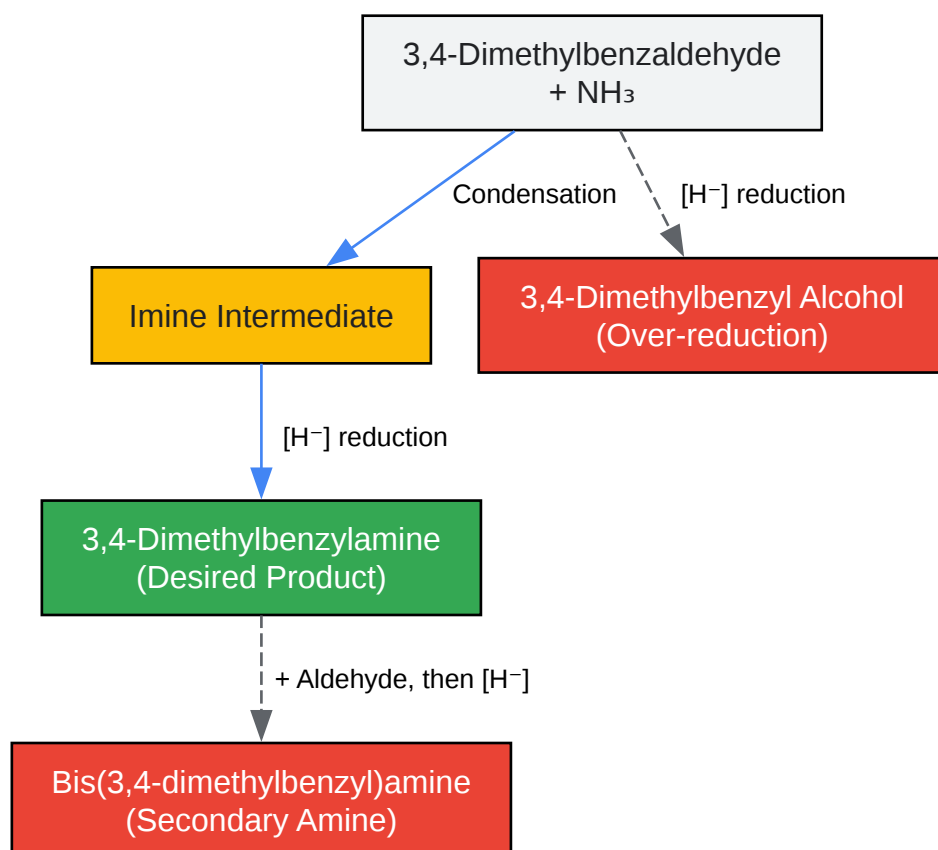 3,4-Dimethylbenzaldehyde
+ NH₃
Condensation
[H⁻] reduction
Imine Intermediate
3,4-Dimethylbenzyl Alcohol
(Over-reduction)
[H⁻] reduction
3,4-Dimethylbenzylamine
(Desired Product)
+ Aldehyde, then [H⁻]
Bis(3,4-dimethylbenzyl)amine
(Secondary Amine)